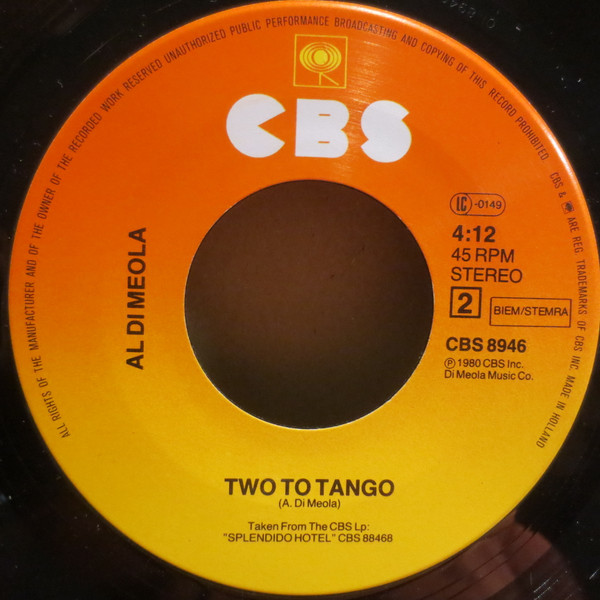 ALL RIGHTS OF THE MANUFACTURER AND OF THE OWNER OF THE RECORDED WORK RESERVED UNAUTHORIZED PUBLIC PERFORMANCE BROADCASTING AND COPYING OF THIS RECORD PROHIBITED CBS & ARE REG. TRADEMARKS OF CBS INC. MADE IN HOLLAND
CBS
AL DI MEOLA
LC -0149
4:12
45 RPM
STEREO
2 BIEM/STEMRA
CBS 8946
℗ 1980 CBS Inc.
Di Meola Music Co.
TWO TO TANGO
(A. Di Meola)
Taken From The CBS Lp:
"SPLENDIDO HOTEL" CBS 88468